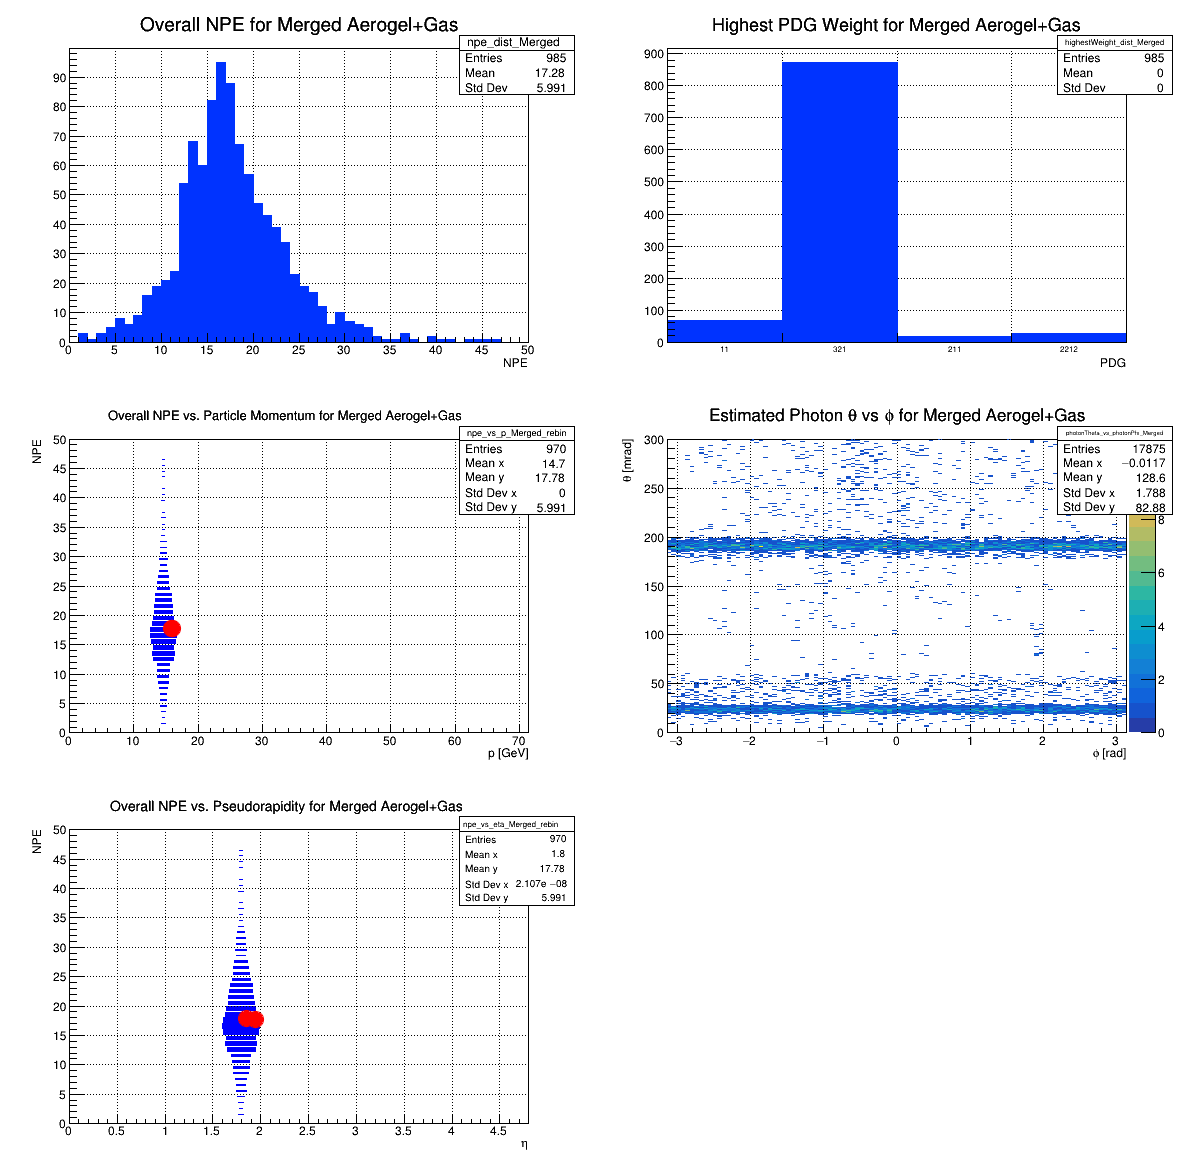 Overall NPE for Merged Aerogel+Gas
npe_dist_Merged
Entries 985
Mean 17.28
Std Dev 5.991
90
80
70
60
50
40
30
20
10
0
0 5 10 15 20 25 30 35 40 45 50
NPE
Highest PDG Weight for Merged Aerogel+Gas
highestWeight_dist_Merged
Entries 985
Mean 0
Std Dev 0
900
800
700
600
500
400
300
200
100
0
11 321 211 2212
PDG
Overall NPE vs. Particle Momentum for Merged Aerogel+Gas
npe_vs_p_Merged_rebin
Entries 970
Mean x 14.7
Mean y 17.78
Std Dev x 0
Std Dev y 5.991
NPE
50
45
40
35
30
25
20
15
10
5
0
0 10 20 30 40 50 60 70
p [GeV]
Estimated Photon θ vs ϕ for Merged Aerogel+Gas
photonTheta_vs_photonPhi_Merged
Entries 17875
Mean x −0.0117
Mean y 128.6
Std Dev x 1.788
Std Dev y 82.88
θ [mrad]
300
250
200
150
100
50
0
−3 −2 −1 0 1 2 3
ϕ [rad]
8
6
4
2
0
Overall NPE vs. Pseudorapidity for Merged Aerogel+Gas
npe_vs_eta_Merged_rebin
Entries 970
Mean x 1.8
Mean y 17.78
Std Dev x 2.107e −08
Std Dev y 5.991
NPE
50
45
40
35
30
25
20
15
10
5
0
0 0.5 1 1.5 2 2.5 3 3.5 4 4.5
η